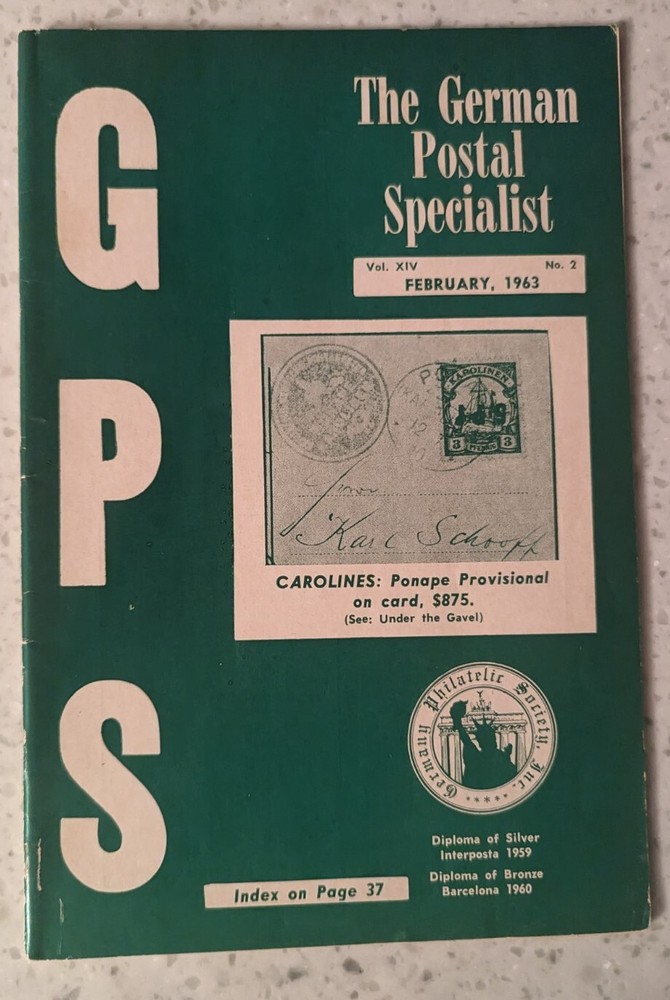 G
P
S
The German
Postal
Specialist
Vol. XIV No. 2
FEBRUARY, 1963
KAROLINEN
3 3
Karl Schooff
CAROLINES: Ponape Provisional
on card, $875.
(See: Under the Gavel)
Germany Philatelic Society, Inc.
Diploma of Silver
Interposta 1959
Diploma of Bronze
Barcelona 1960
Index on Page 37